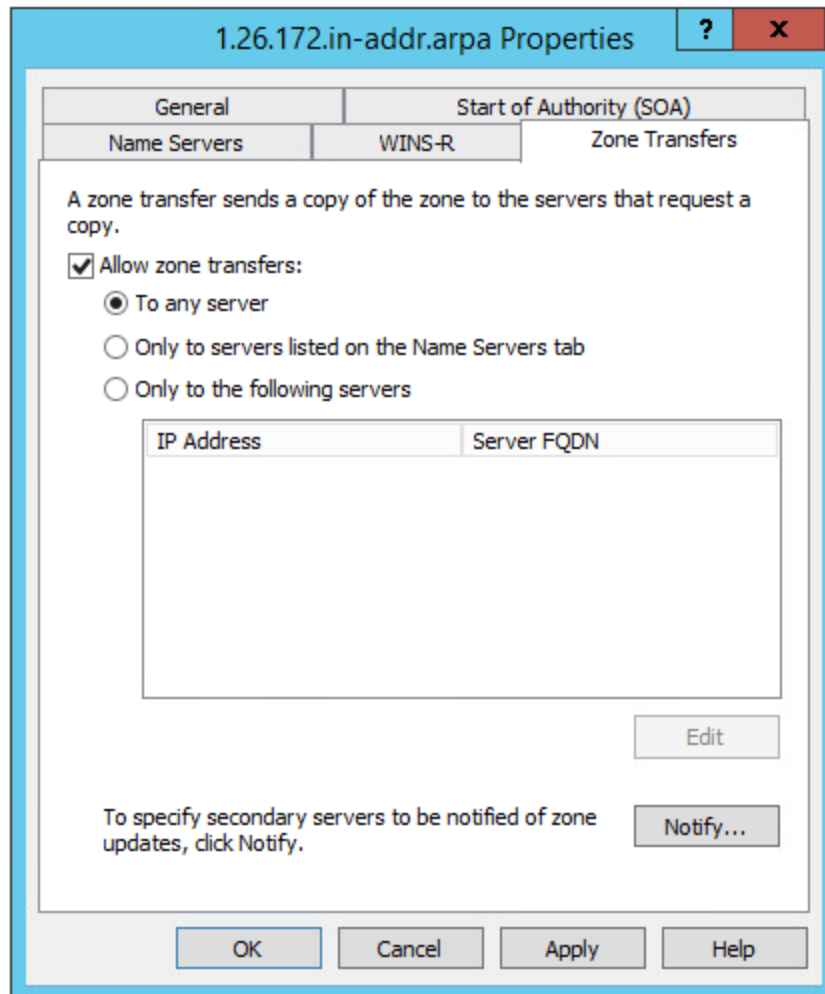 1.26.172.in-addr.arpa Properties
?
x
General
Start of Authority (SOA)
Name Servers
WINS-R
Zone Transfers
A zone transfer sends a copy of the zone to the servers that request a
copy.
Allow zone transfers:
To any server
Only to servers listed on the Name Servers tab
Only to the following servers
IP Address
Server FQDN
Edit
To specify secondary servers to be notified of zone
updates, click Notify.
Notify...
OK
Cancel
Apply
Help